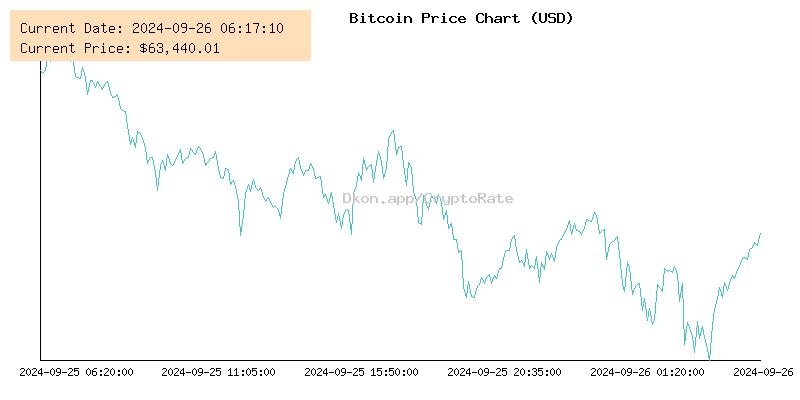 Bitcoin Price Chart (USD)
Current Date: 2024-09-26 06:17:10
Current Price: $63,440.01
Dkon.app/CryptoRate
2024-09-25 06:20:00 2024-09-25 11:05:00 2024-09-25 15:50:00 2024-09-25 20:35:00 2024-09-26 01:20:00 2024-09-26